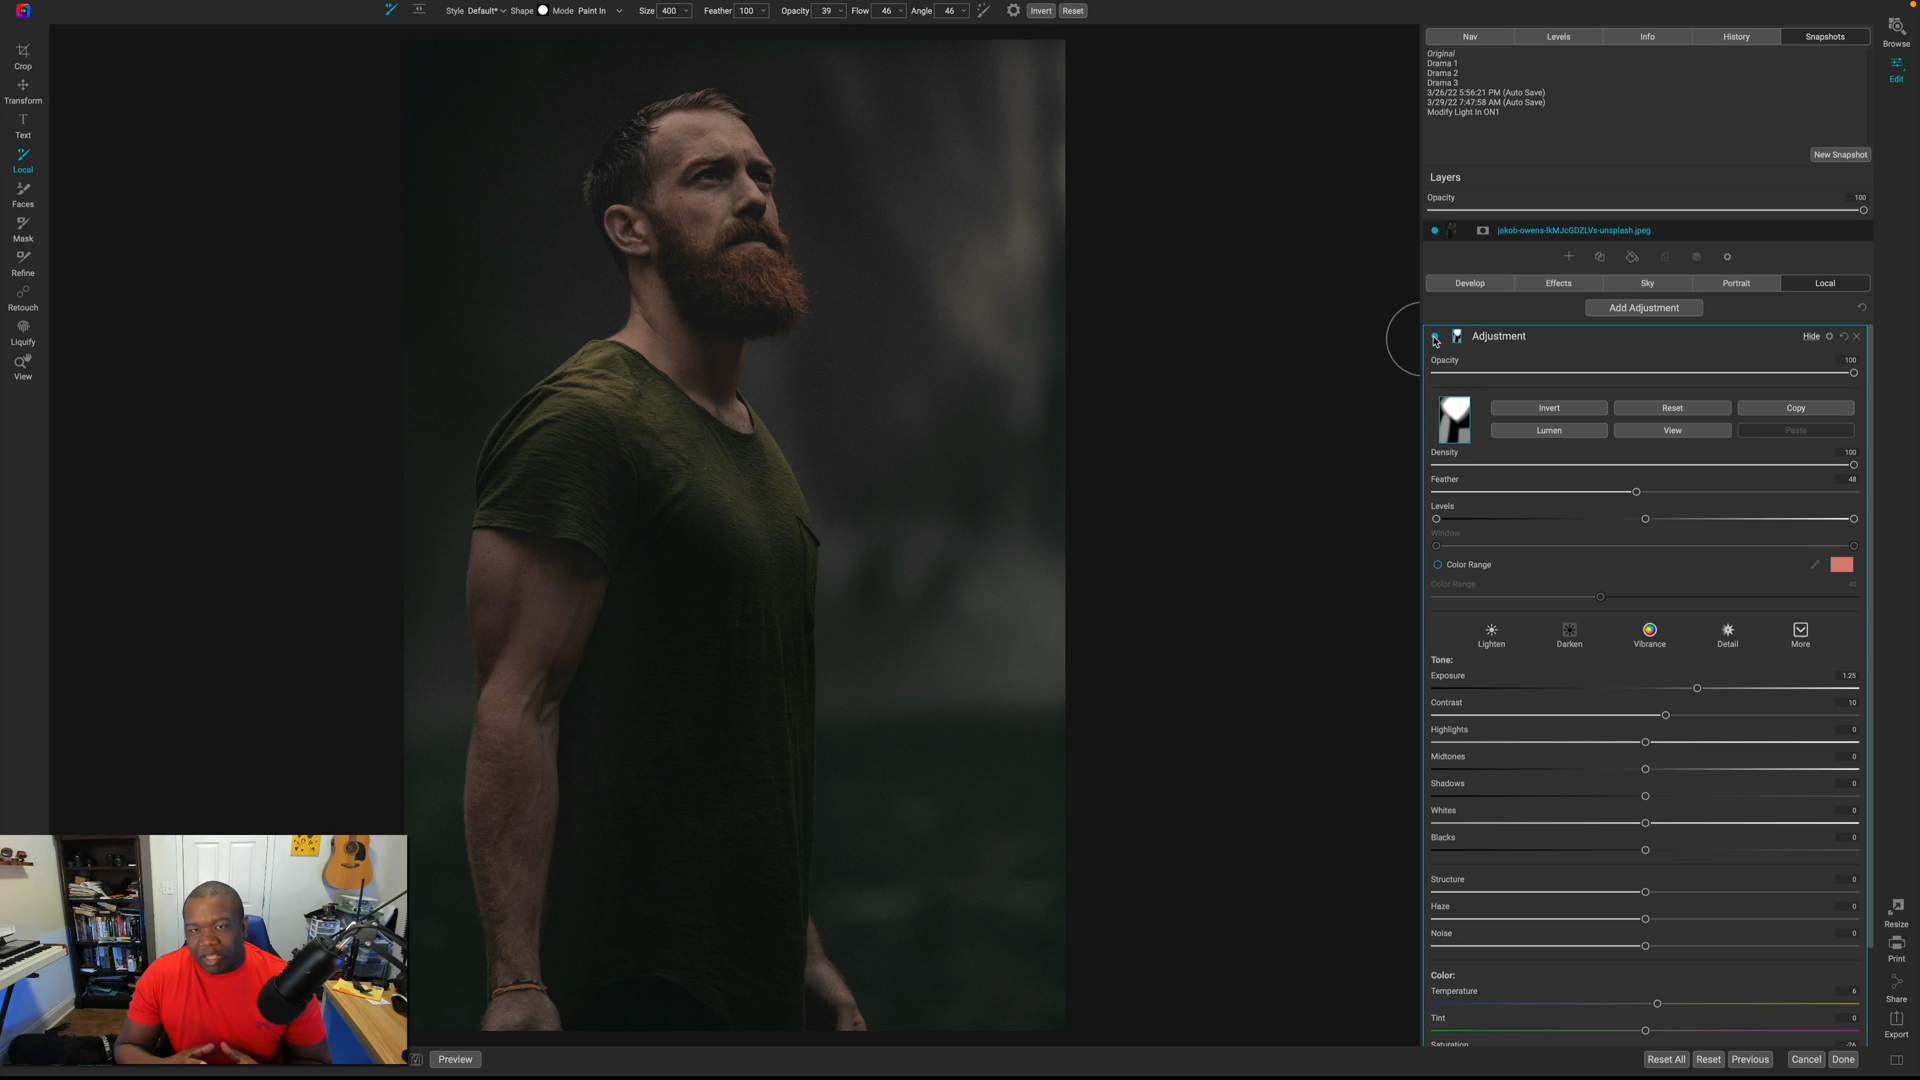 Style Default* Shape Mode Paint In Size 400 Feather 100 Opacity 39 Flow 46 Angle 46 Invert Reset
Crop
Transform
Text
Local
Faces
Mask
Refine
Retouch
Liquify
View
Nav Levels Info History Snapshots
Original
Drama 1
Drama 2
Drama 3
3/26/22 5:56:21 PM (Auto Save)
3/29/22 7:47:58 AM (Auto Save)
Modify Light In ON1
New Snapshot
Layers
Opacity 100
jakob-owens-lkMJcGDZLVs-unsplash.jpeg
Develop Effects Sky Portrait Local
Add Adjustment
Adjustment Hide
Opacity 100
Invert Reset Copy
Lumen View Paste
Density 100
Feather 48
Levels
Window
Color Range
Color Range 40
Lighten Darken Vibrance Detail More
Tone:
Exposure 1.25
Contrast 10
Highlights 0
Midtones 0
Shadows 0
Whites 0
Blacks 0
Structure 0
Haze 0
Noise 0
Color:
Temperature 6
Tint 0
Saturation -26
Browse
Edit
Resize
Print
Share
Export
Preview
Reset All Reset Previous Cancel Done